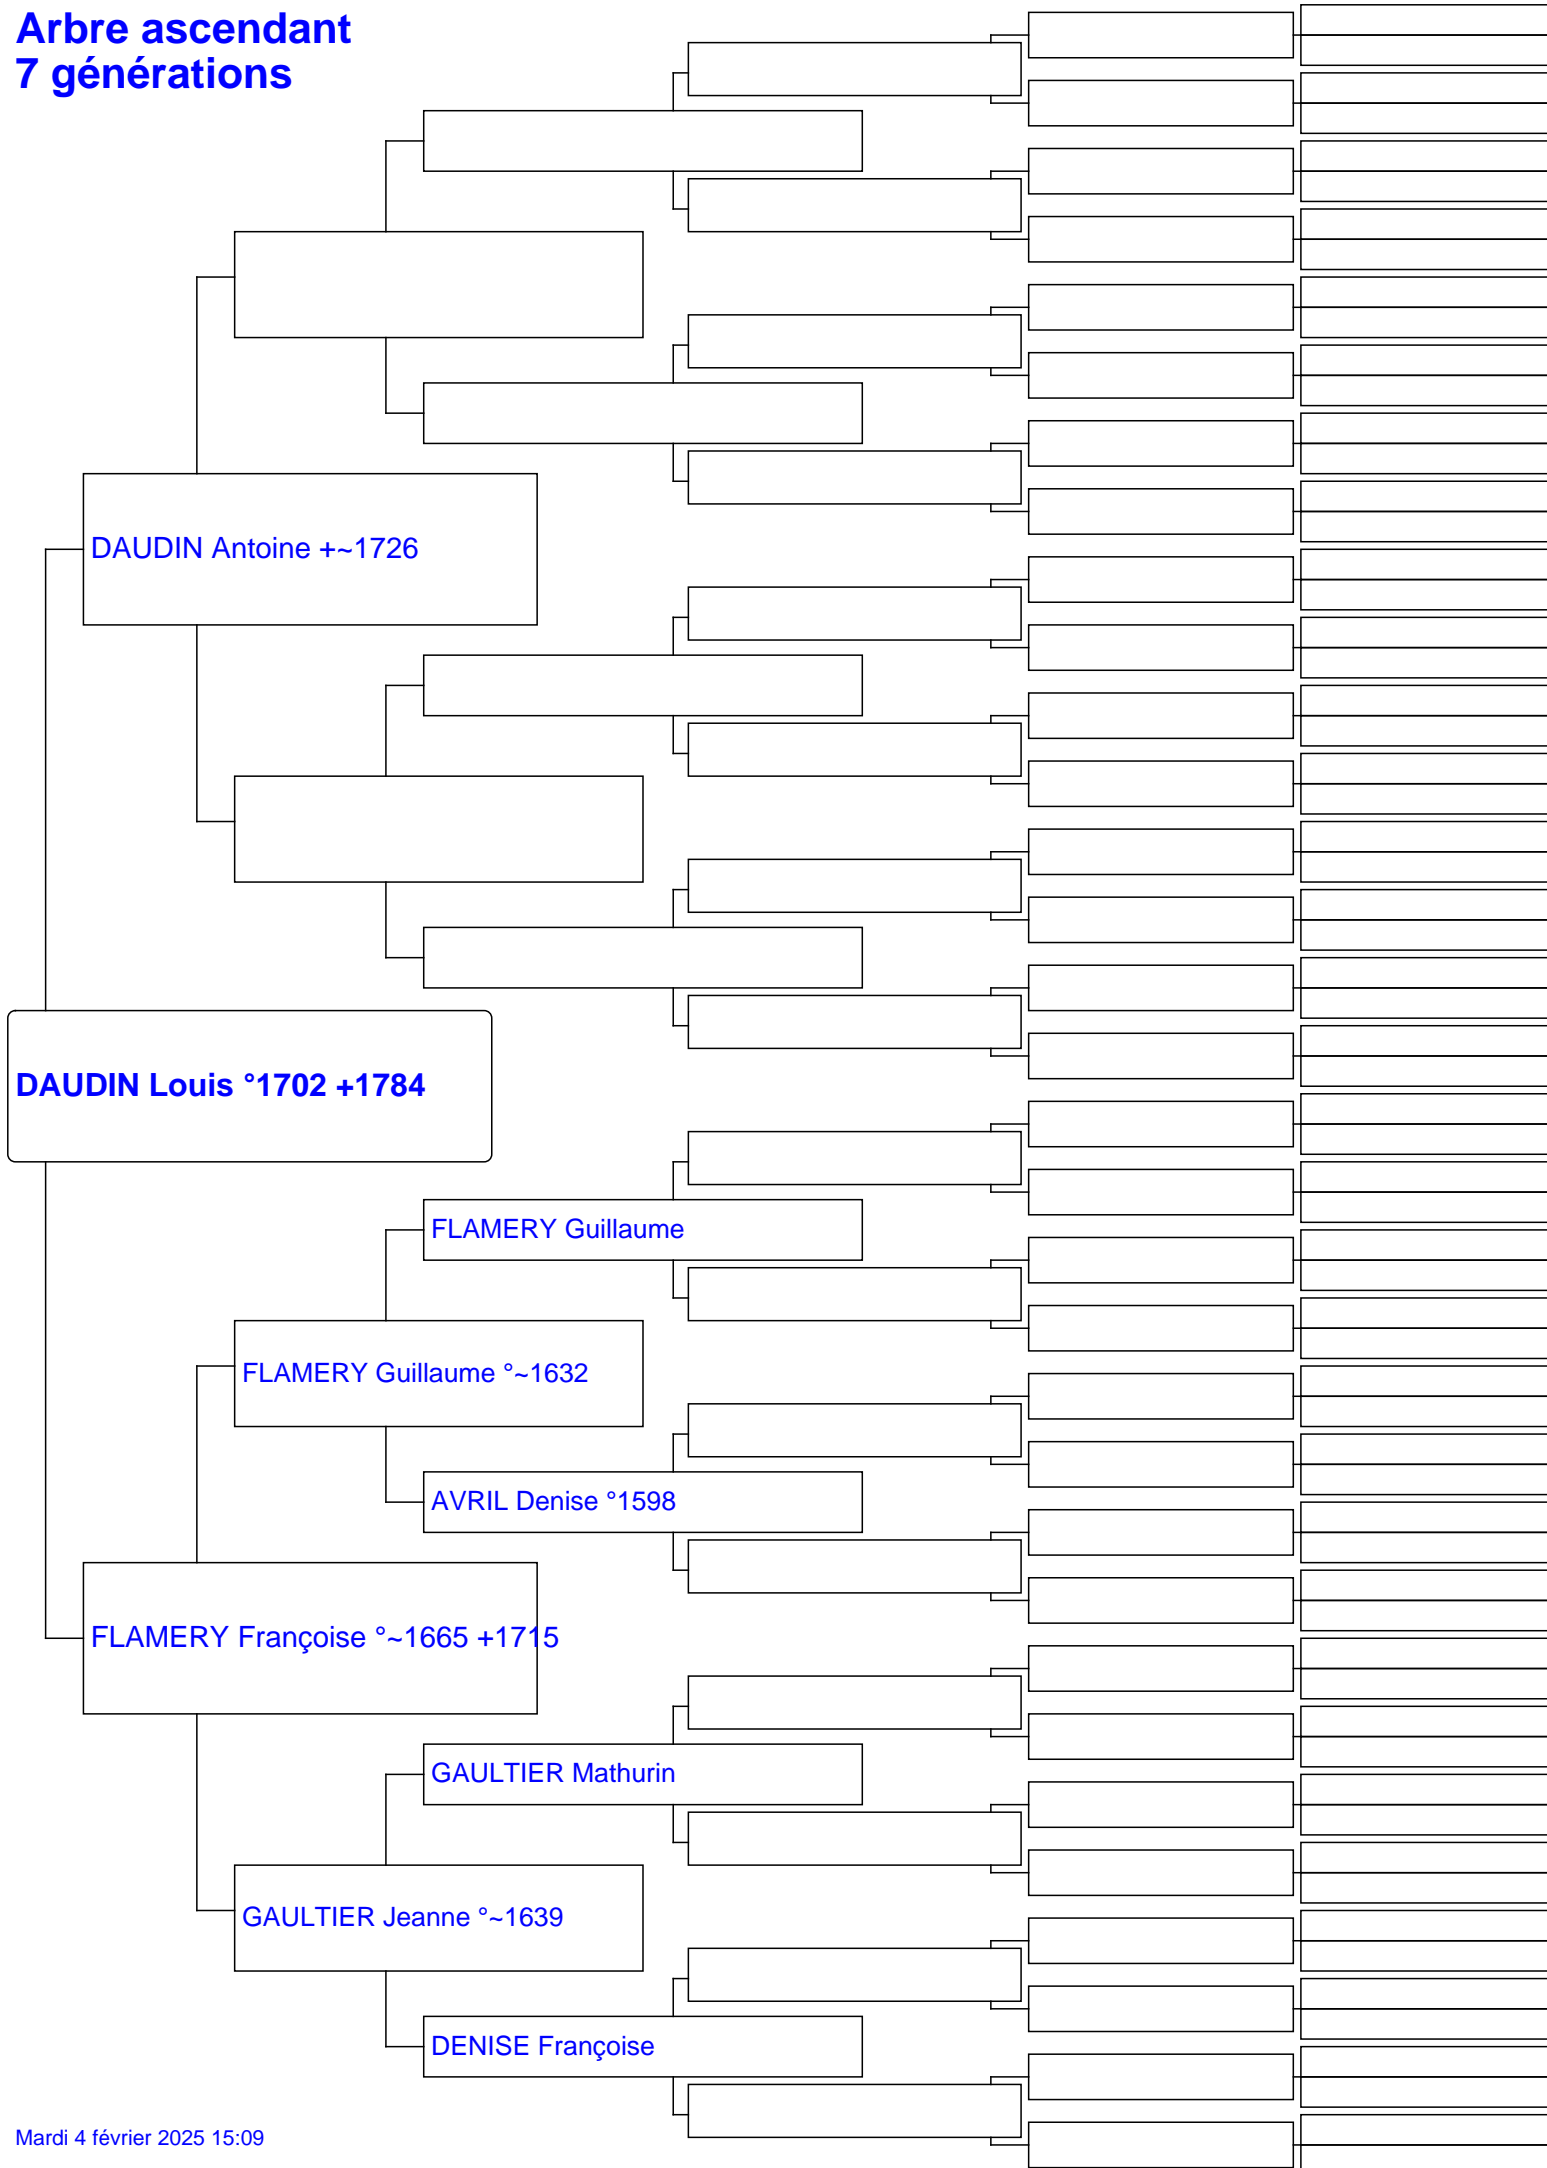 Arbre ascendant
7 générations
DAUDIN Antoine +~1726
DAUDIN Louis °1702 +1784
FLAMERY Guillaume
FLAMERY Guillaume °~1632
AVRIL Denise °1598
FLAMERY Françoise °~1665 +1715
GAULTIER Mathurin
GAULTIER Jeanne °~1639
DENISE Françoise
Mardi 4 février 2025 15:09